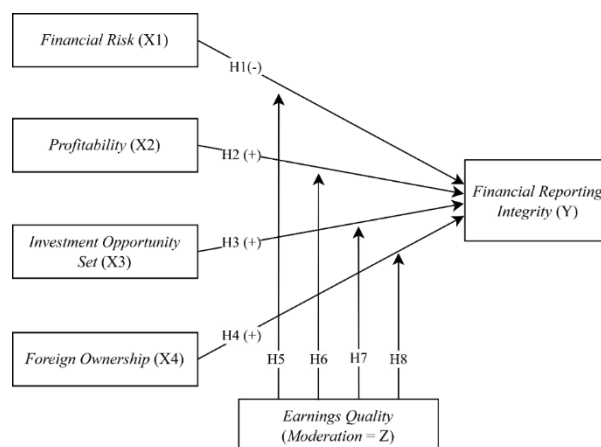 Financial Risk (X1)
H1(-)
Profitability (X2)
H2 (+)
Financial Reporting
Integrity (Y)
Investment Opportunity
Set (X3)
H3 (+)
Foreign Ownership (X4)
H4 (+)
H5
H6
H7
H8
Earnings Quality
(Moderation = Z)